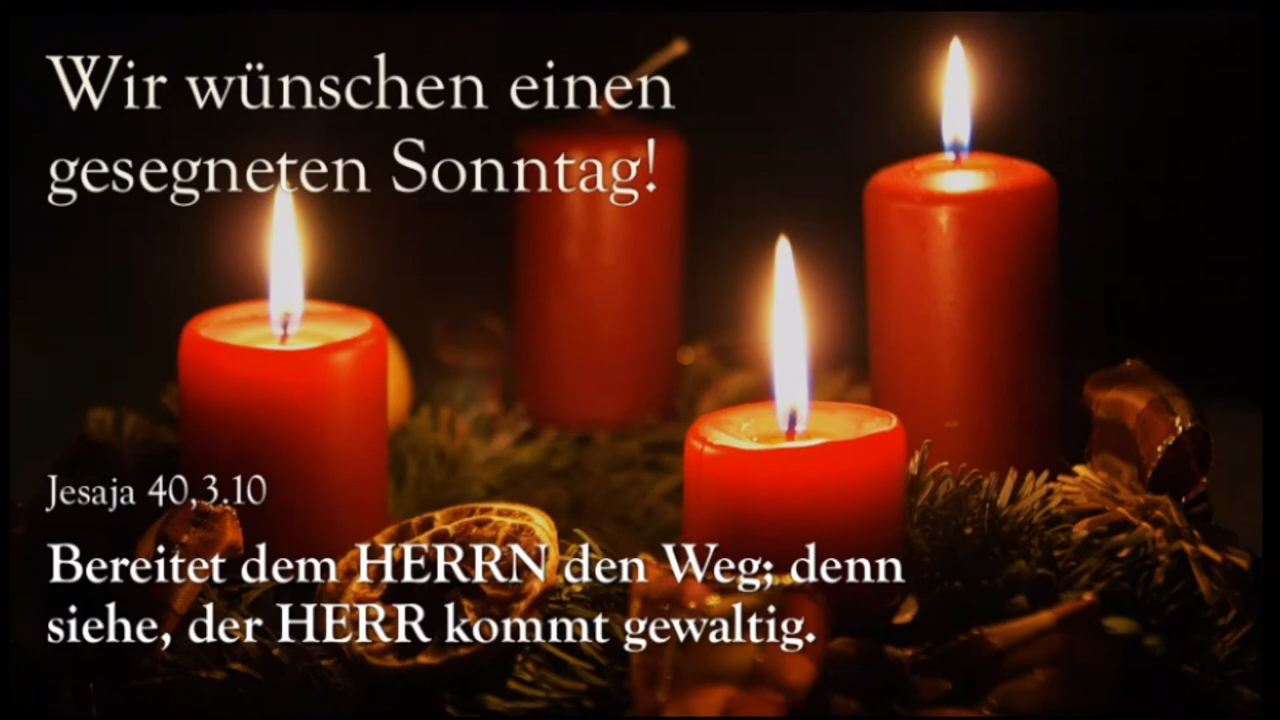 Wir wünschen einen
gesegneten Sonntag!
Jesaja 40,3.10
Bereitet dem HERRN den Weg; denn
siehe, der HERR kommt gewaltig.